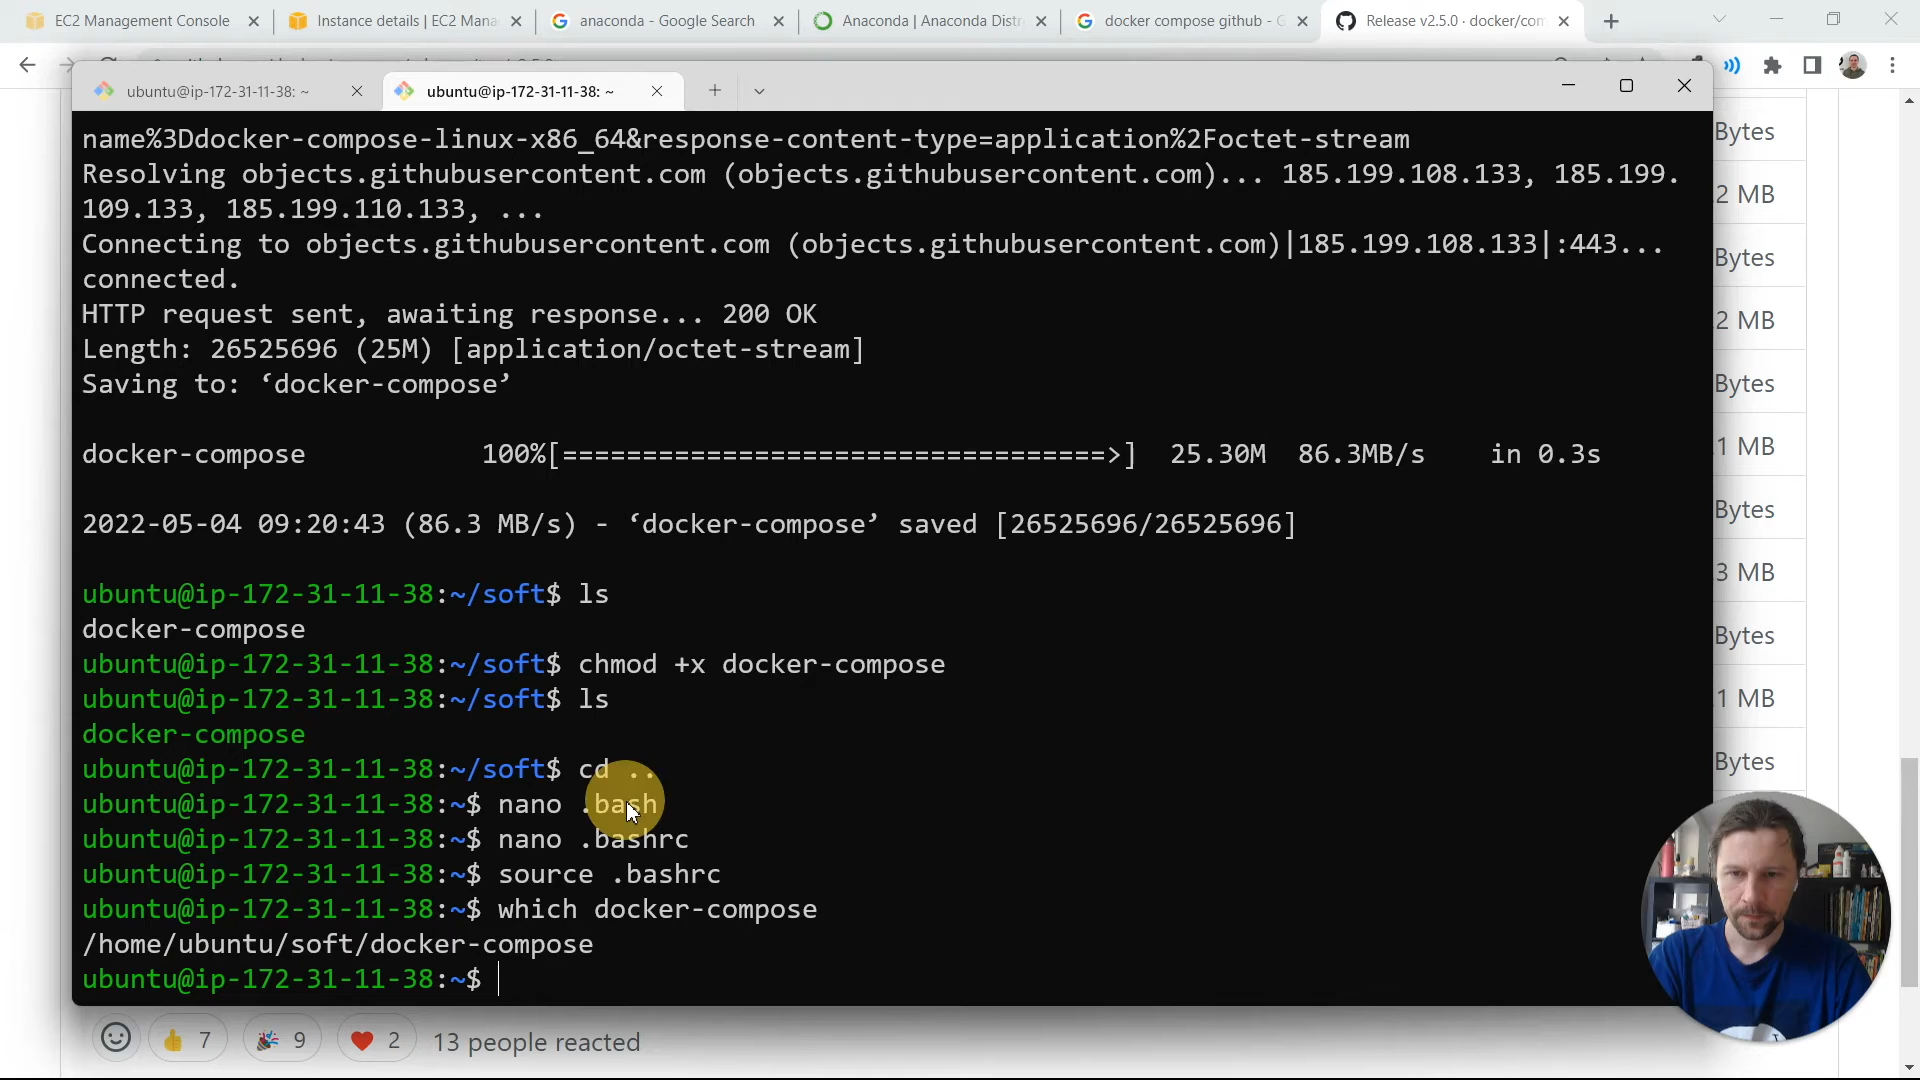 EC2 Management Console
Instance details | EC2 Mana
anaconda - Google Search
Anaconda | Anaconda Distr
docker compose github - G
Release v2.5.0 · docker/com
ubuntu@ip-172-31-11-38: ~
ubuntu@ip-172-31-11-38: ~
name%3Ddocker-compose-linux-x86_64&response-content-type=application%2Foctet-stream
Resolving objects.githubusercontent.com (objects.githubusercontent.com)... 185.199.108.133, 185.199.
109.133, 185.199.110.133, ...
Connecting to objects.githubusercontent.com (objects.githubusercontent.com)|185.199.108.133|:443...
connected.
HTTP request sent, awaiting response... 200 OK
Length: 26525696 (25M) [application/octet-stream]
Saving to: ‘docker-compose’
docker-compose 100%[==================================>] 25.30M 86.3MB/s in 0.3s
2022-05-04 09:20:43 (86.3 MB/s) - ‘docker-compose’ saved [26525696/26525696]
ubuntu@ip-172-31-11-38:~/soft$ ls
docker-compose
ubuntu@ip-172-31-11-38:~/soft$ chmod +x docker-compose
ubuntu@ip-172-31-11-38:~/soft$ ls
docker-compose
ubuntu@ip-172-31-11-38:~/soft$ cd ..
ubuntu@ip-172-31-11-38:~$ nano .bash
ubuntu@ip-172-31-11-38:~$ nano .bashrc
ubuntu@ip-172-31-11-38:~$ source .bashrc
ubuntu@ip-172-31-11-38:~$ which docker-compose
/home/ubuntu/soft/docker-compose
ubuntu@ip-172-31-11-38:~$
Bytes
2 MB
Bytes
2 MB
Bytes
1 MB
Bytes
3 MB
Bytes
1 MB
Bytes
7
9
2
13 people reacted